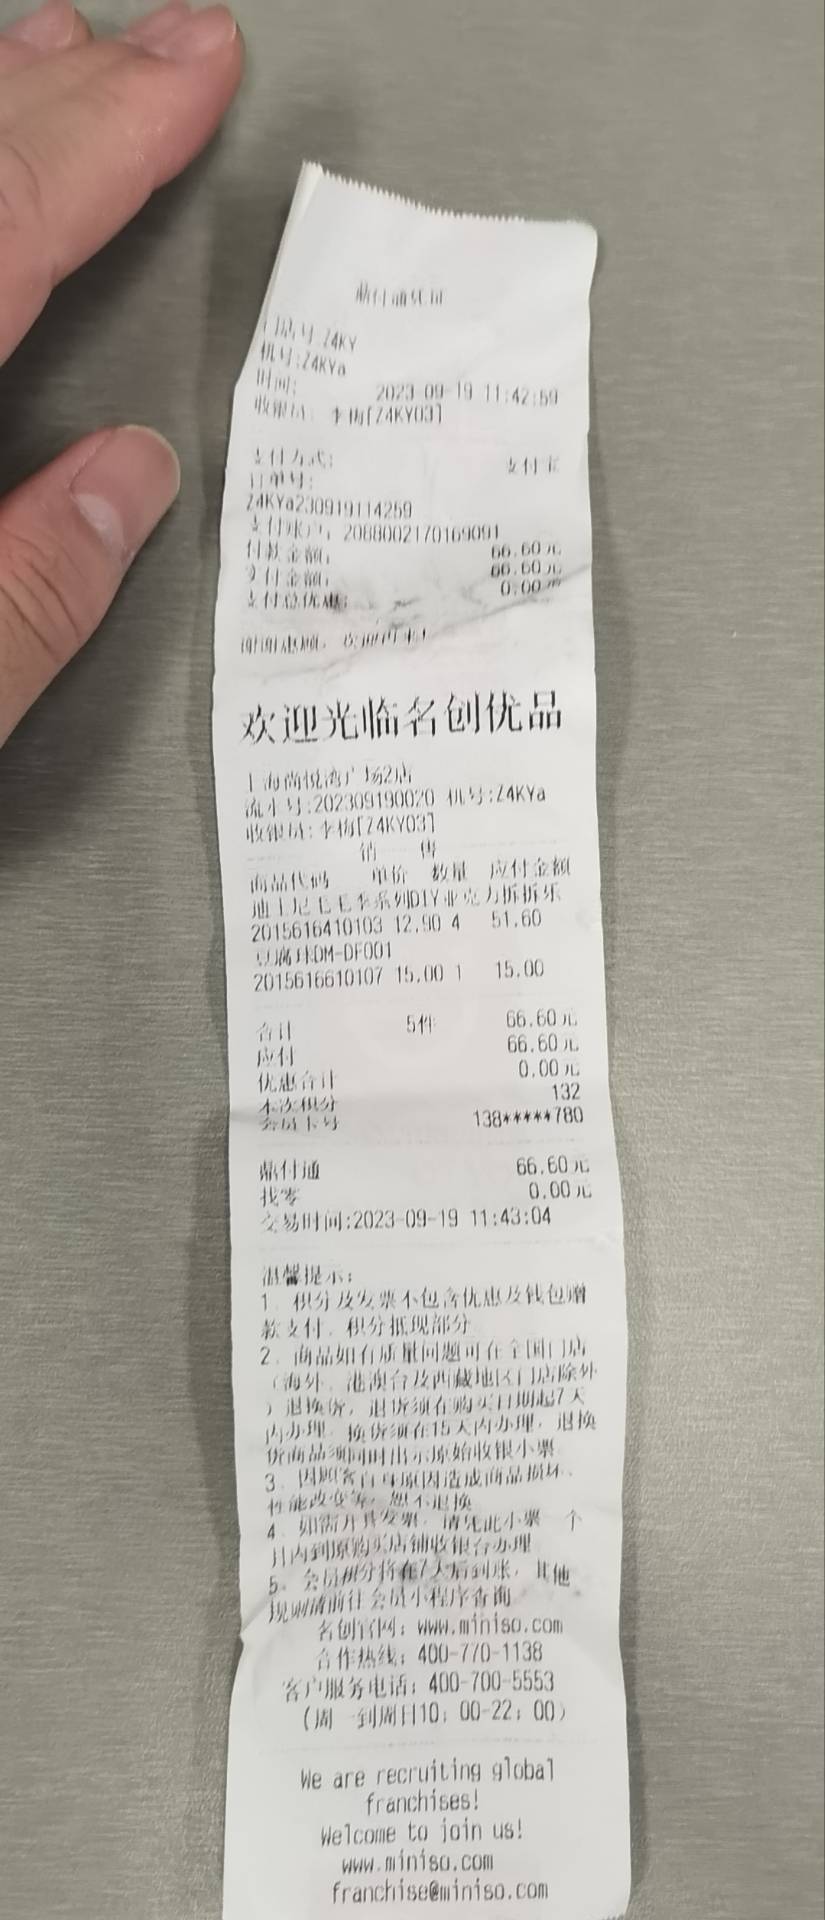 鼎付通凭证
门店号:Z4KY
机号:Z4KYa
时间: 2023-09-19 11:42:59
收银员: 李梅[Z4KY03]
支付方式: 支付宝
订单号:
Z4KYa230919114259
支付账户: 2088002170169091
付款金额: 66.60元
实付金额: 66.60元
支付总优惠: 0.00元
谢谢惠顾, 欢迎再来!
欢迎光临名创优品
上海尚悦湾广场2店
流水号:202309190020 机号:Z4KYa
收银员:李梅[Z4KY03]
销 售
商品代码 单价 数量 应付金额
迪士尼毛毛季系列DIY亚克力拆拆乐
2015616410103 12.90 4 51.60
豆腐球DM-DF001
2015616610107 15.00 1 15.00
合计 5件 66.60元
应付 66.60元
优惠合计 0.00元
本次积分 132
会员卡号 138*****780
鼎付通 66.60元
找零 0.00元
交易时间:2023-09-19 11:43:04
温馨提示:
1. 积分及发票不包含优惠及钱包赠
款支付、积分抵现部分
2. 商品如有质量问题可在全国门店
(海外、港澳台及西藏地区门店除外
)退换货, 退货须在购买日期起7天
内办理, 换货须在15天内办理, 退换
货商品须同时出示原始收银小票
3. 因顾客自身原因造成商品损坏、
性能改变等, 恕不退换
4. 如需开具发票, 请凭此小票一个
月内到原购买店铺收银台办理
5. 会员积分将在7天后到账, 其他
规则请前往会员小程序查询
名创官网: www.miniso.com
合作热线: 400-770-1138
客户服务电话: 400-700-5553
(周一到周日10: 00-22: 00)
We are recruiting global
franchises!
Welcome to join us!
www.miniso.com
franchise@miniso.com